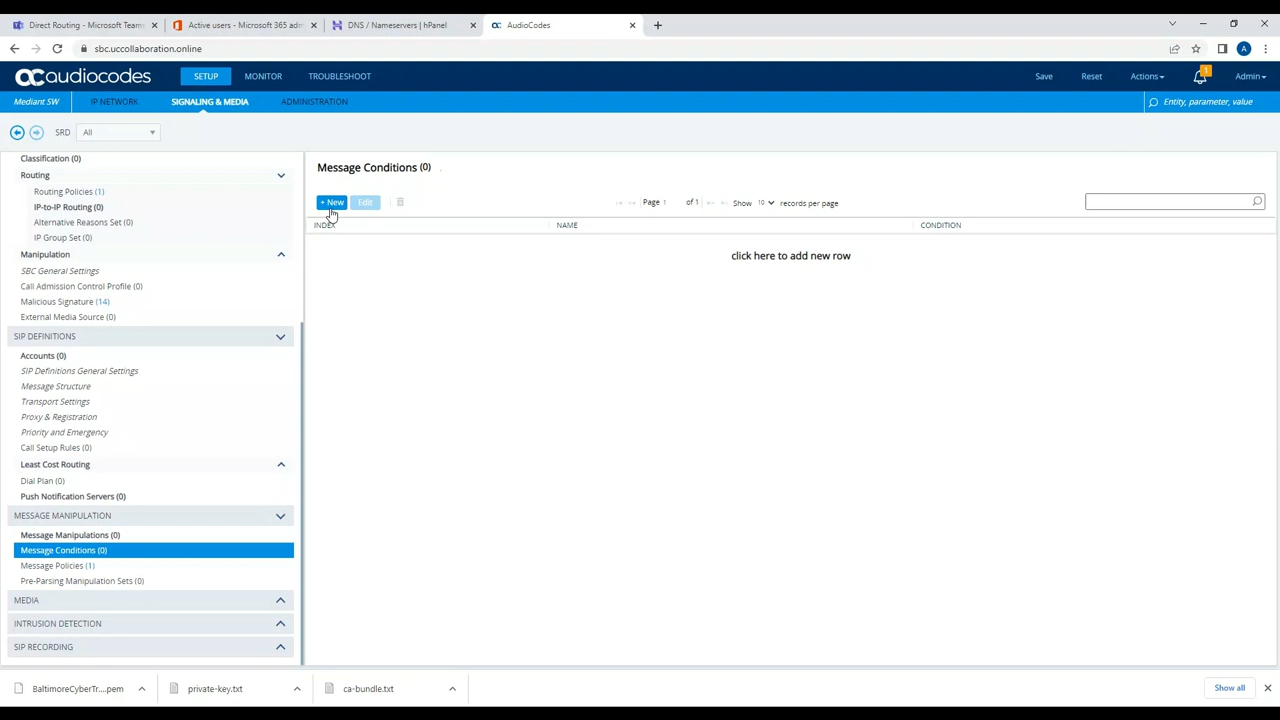 Direct Routing - Microsoft Teams
Active users - Microsoft 365 adm
DNS / Nameservers | hPanel
AudioCodes
sbc.uccollaboration.online
A
audiocodes
SETUP
MONITOR
TROUBLESHOOT
Save
Reset
Actions
1
Admin
Mediant SW
IP NETWORK
SIGNALING & MEDIA
ADMINISTRATION
Entity, parameter, value
SRD
All
Classification (0)
Routing
Routing Policies (1)
IP-to-IP Routing (0)
Alternative Reasons Set (0)
IP Group Set (0)
Manipulation
SBC General Settings
Call Admission Control Profile (0)
Malicious Signature (14)
External Media Source (0)
SIP DEFINITIONS
Accounts (0)
SIP Definitions General Settings
Message Structure
Transport Settings
Proxy & Registration
Priority and Emergency
Call Setup Rules (0)
Least Cost Routing
Dial Plan (0)
Push Notification Servers (0)
MESSAGE MANIPULATION
Message Manipulations (0)
Message Conditions (0)
Message Policies (1)
Pre-Parsing Manipulation Sets (0)
MEDIA
INTRUSION DETECTION
SIP RECORDING
Message Conditions (0)
+ New
Edit
Page 1 of 1
Show 10 records per page
INDEX
NAME
CONDITION
click here to add new row
BaltimoreCyberTr....pem
private-key.txt
ca-bundle.txt
Show all